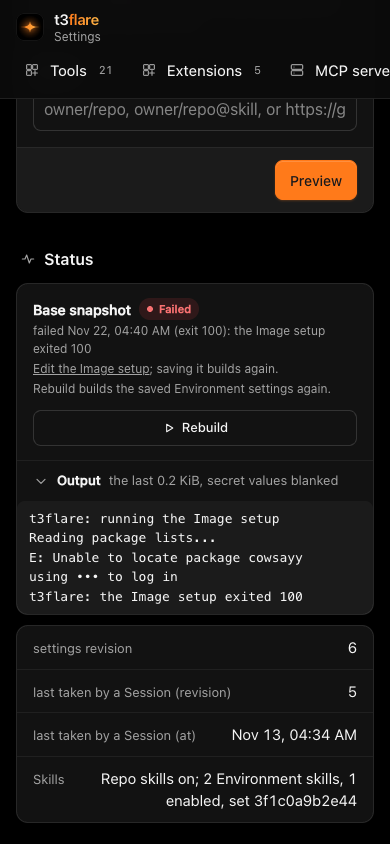 t3flare
Settings
Tools 21 Extensions 5 MCP serve
owner/repo, owner/repo@skill, or https://g
Preview
Status
Base snapshot Failed
failed Nov 22, 04:40 AM (exit 100): the Image setup
exited 100
Edit the Image setup; saving it builds again.
Rebuild builds the saved Environment settings again.
Rebuild
Output the last 0.2 KiB, secret values blanked
t3flare: running the Image setup
Reading package lists...
E: Unable to locate package cowsayy
using ••• to log in
t3flare: the Image setup exited 100
settings revision 6
last taken by a Session (revision) 5
last taken by a Session (at) Nov 13, 04:34 AM
Skills Repo skills on; 2 Environment skills, 1
enabled, set 3f1c0a9b2e44